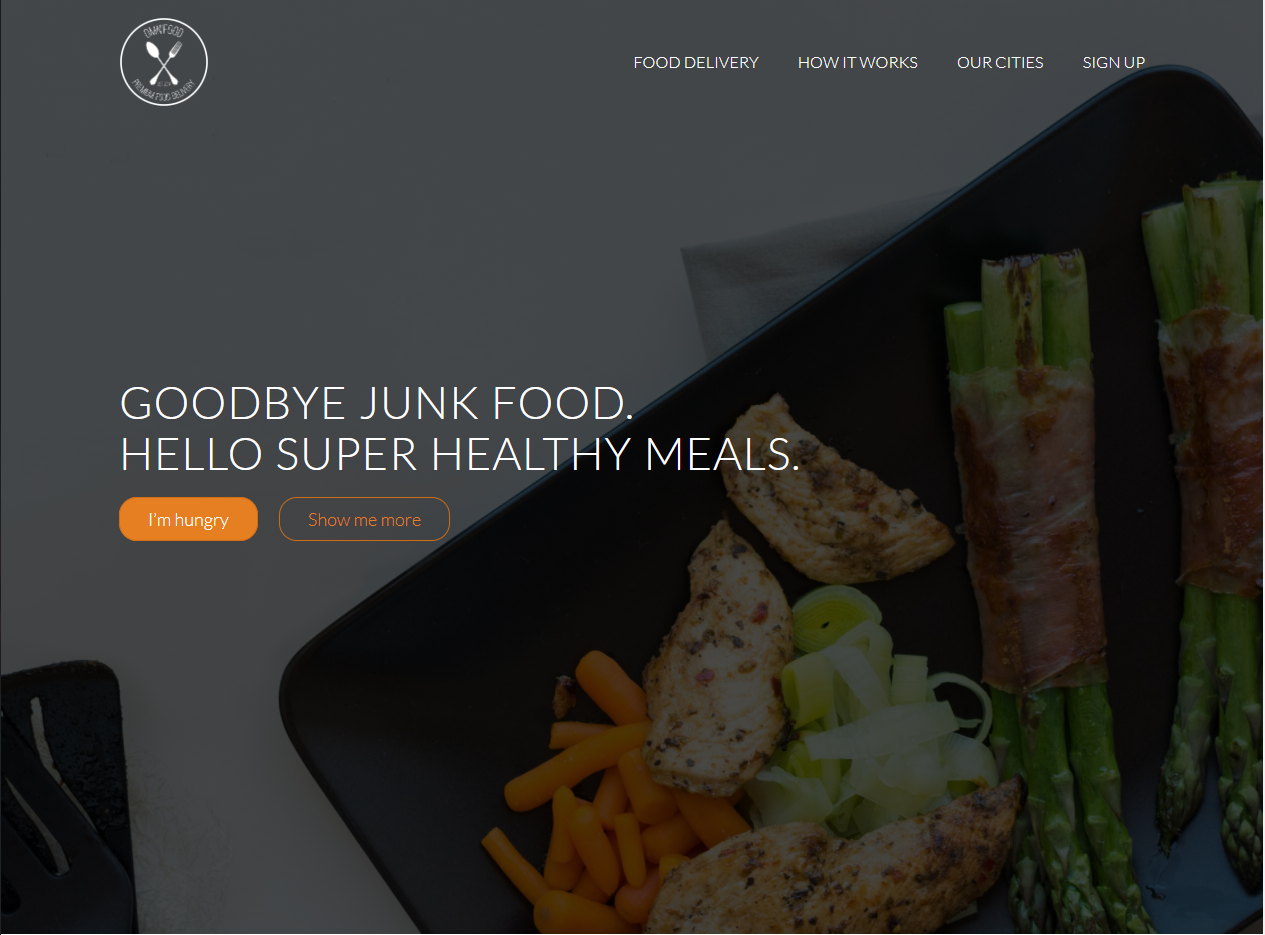 OMNIFOOD
PREMIUM FOOD DELIVERY
FOOD DELIVERY
HOW IT WORKS
OUR CITIES
SIGN UP
GOODBYE JUNK FOOD.
HELLO SUPER HEALTHY MEALS.
I'm hungry
Show me more